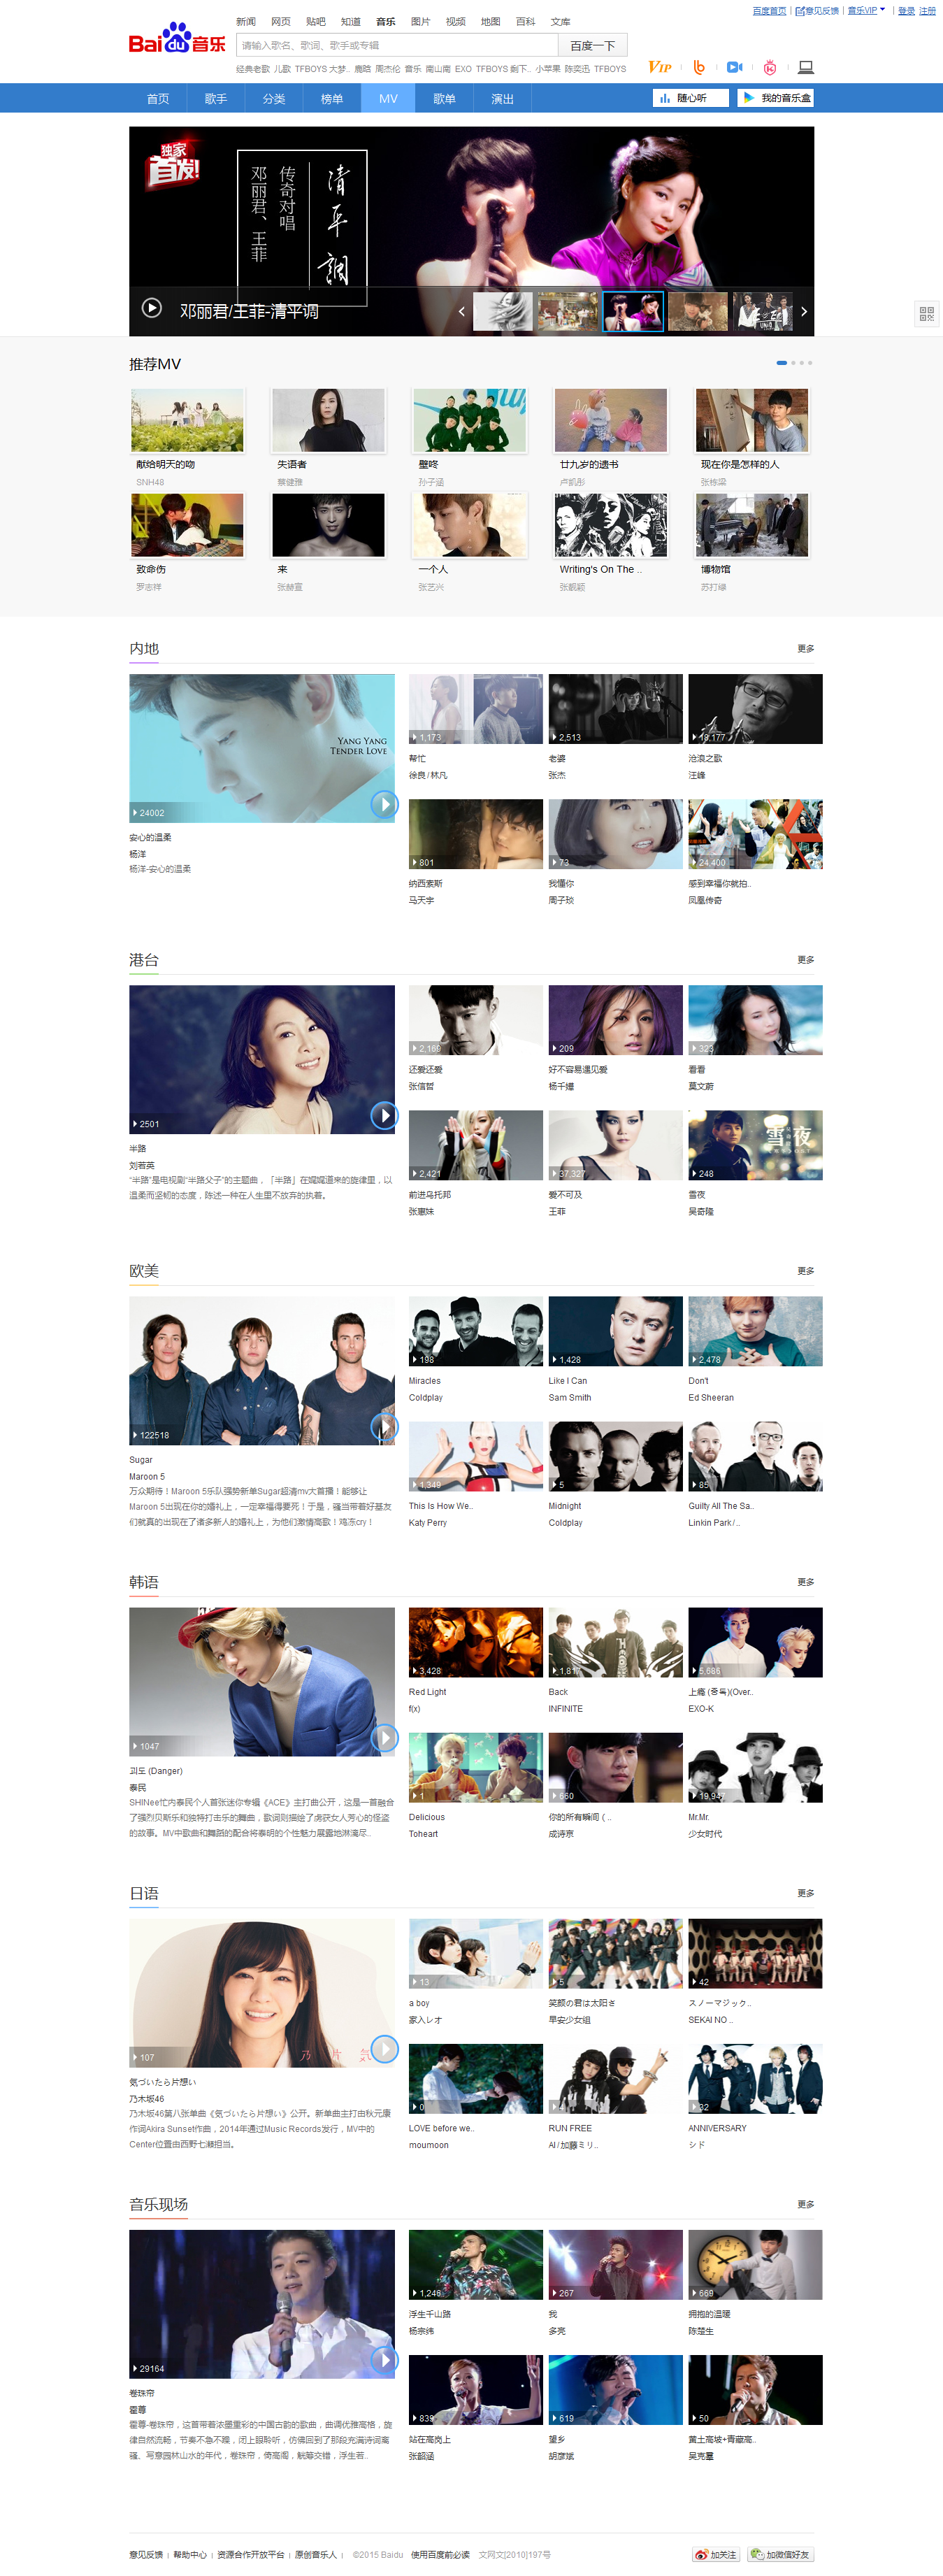 百度首页 | 意见反馈 | 音乐VIP | 登录 注册
新闻 网页 贴吧 知道 音乐 图片 视频 地图 百科 文库
Bai du 音乐
请输入歌名、歌词、歌手或专辑
百度一下
经典老歌 儿歌 TFBOYS 大梦.. 鹿晗 周杰伦 音乐 南山南 EXO TFBOYS 剩下.. 小苹果 陈奕迅 TFBOYS
VIP
首页 歌手 分类 榜单 MV 歌单 演出
随心听 我的音乐盒
独家
首发!
清平調
传奇对唱
邓丽君、王菲
邓丽君/王菲-清平调
推荐MV
献给明天的吻 失语者 壁咚 廿九岁的遗书 现在你是怎样的人
SNH48 蔡健雅 孙子涵 卢凯彤 张栋梁
致命伤 来 一个人 Writing's On The .. 博物馆
罗志祥 张赫宣 张艺兴 张靓颖 苏打绿
内地 更多
YANG YANG
TENDER LOVE
24002
安心的温柔
杨洋
杨洋-安心的温柔
1,173 2,513 19,177
帮忙 老婆 沧浪之歌
徐良/林凡 张杰 汪峰
801 73 24,400
纳西索斯 我懂你 感到幸福你就拍..
马天宇 周子琰 凤凰传奇
港台 更多
2501
半路
刘若英
“半路”是电视剧“半路父子”的主题曲，「半路」在娓娓道来的旋律里，以
温柔而坚韧的态度，陈述一种在人生里不放弃的执着。
2,169 209 323
还爱还爱 好不容易遇见爱 看看
张信哲 杨千嬅 莫文蔚
雪夜
2,421 37,327 248
前进乌托邦 爱不可及 雪夜
张惠妹 王菲 吴奇隆
欧美 更多
122518
Sugar
Maroon 5
万众期待！Maroon 5乐队强势新单Sugar超清mv大首播！能够让
Maroon 5出现在你的婚礼上，一定幸福得要死！于是，骚当带着好基友
们就真的出现在了诸多新人的婚礼上，为他们激情高歌！鸡冻cry！
198 1,428 2,478
Miracles Like I Can Don't
Coldplay Sam Smith Ed Sheeran
1,349 5 85
This Is How We.. Midnight Guilty All The Sa..
Katy Perry Coldplay Linkin Park/..
韩语 更多
1047
괴도 (Danger)
泰民
SHINee忙内泰民个人首张迷你专辑《ACE》主打曲公开，这是一首融合
了强烈贝斯乐和独特打击乐的舞曲，歌词则描绘了虏获女人芳心的怪盗
的故事。MV中歌曲和舞蹈的配合将泰明的个性魅力展露地淋漓尽..
3,428 1,817 5,686
Red Light Back 上瘾 (중독)(Over..
f(x) INFINITE EXO-K
1 660 19,947
Delicious 你的所有瞬间 ( .. Mr.Mr.
Toheart 成诗京 少女时代
日语 更多
乃 片 気
107
気づいたら片想い
乃木坂46
乃木坂46第八张单曲《気づいたら片想い》公开。新单曲主打由秋元康
作词Akira Sunset作曲，2014年通过Music Records发行，MV中的
Center位置由西野七濑担当。
13 5 42
a boy 笑顔の君は太陽さ スノーマジック..
家入レオ 早安少女组 SEKAI NO ..
0 32
LOVE before we.. RUN FREE ANNIVERSARY
moumoon AI/加藤ミリ.. シド
音乐现场 更多
29164
卷珠帘
霍尊
霍尊-卷珠帘，这首带着浓墨重彩的中国古韵的歌曲，曲调优雅高格，旋
律自然流畅，节奏不急不躁，闭上眼聆听，仿佛回到了那段充满诗词离
骚、写意园林山水的年代，卷珠帘，倚高阁，觥筹交错，浮生若..
1,246 267 669
浮生千山路 我 拥抱的温暖
杨宗纬 多亮 陈楚生
839 619 50
站在高岗上 望乡 黄土高坡+青藏高..
张韶涵 胡彦斌 吴克羣
意见反馈 | 帮助中心 | 资源合作开放平台 | 原创音乐人 | ©2015 Baidu 使用百度前必读 文网文[2010]197号
加关注 加微信好友